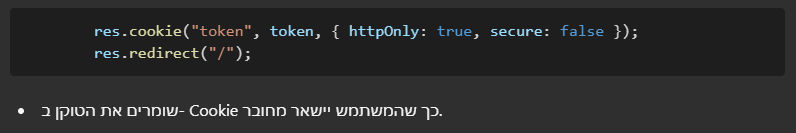 res.cookie("token", token, { httpOnly: true, secure: false });
res.redirect("/");
שומרים את הטוקן ב- Cookie כך שהמשתמש יישאר מחובר.